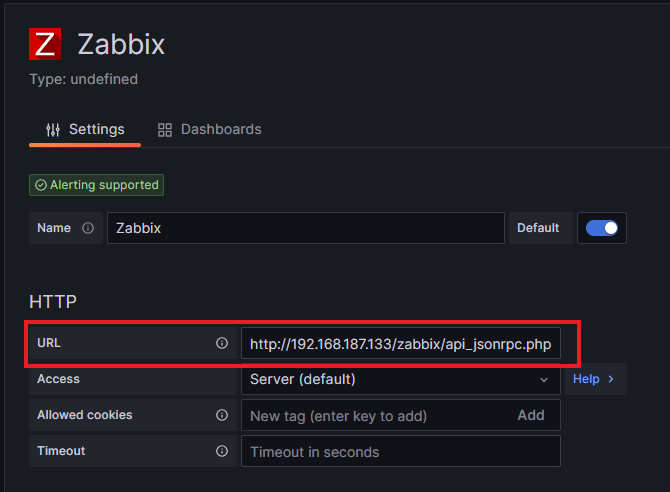 Z Zabbix
Type: undefined
Settings Dashboards
Alerting supported
Name Zabbix Default
HTTP
URL http://192.168.187.133/zabbix/api_jsonrpc.php
Access Server (default) Help >
Allowed cookies New tag (enter key to add) Add
Timeout Timeout in seconds